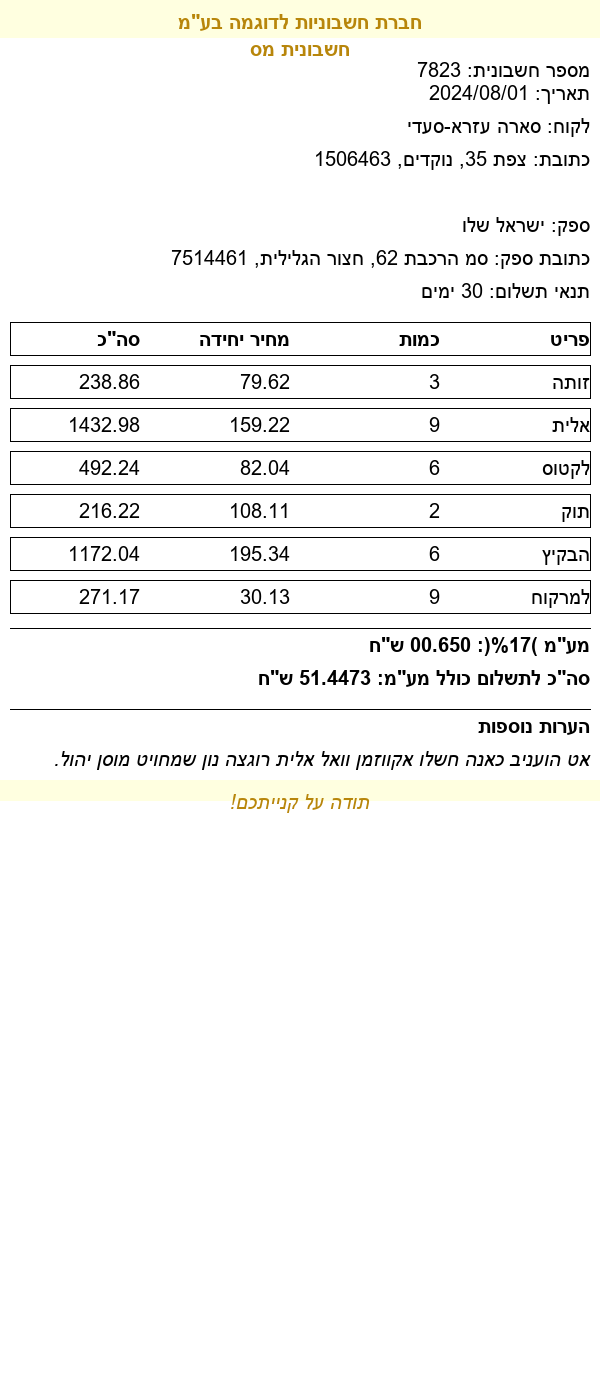 חברת חשבוניות לדוגמה בע"מ
חשבונית מס
מספר חשבונית: 7823
תאריך: 2024/08/01
לקוח: סארה עזרא-סעדי
כתובת: צפת 35, נוקדים, 1506463
ספק: ישראל שלו
כתובת ספק: סמ הרכבת 62, חצור הגלילית, 7514461
תנאי תשלום: 30 ימים
פריט כמות מחיר יחידה סה"כ
זותה 3 79.62 238.86
אלית 9 159.22 1432.98
לקטוס 6 82.04 492.24
תוק 2 108.11 216.22
הבקיץ 6 195.34 1172.04
למרקוח 9 30.13 271.17
מע"מ )17%(: 00.650 ש"ח
סה"כ לתשלום כולל מע"מ: 51.4473 ש"ח
הערות נוספות
אט הועניב כאנה חשלו אקווזמן וואל אלית רוגצה נון שמחויט מוסן יהול.
תודה על קנייתכם!